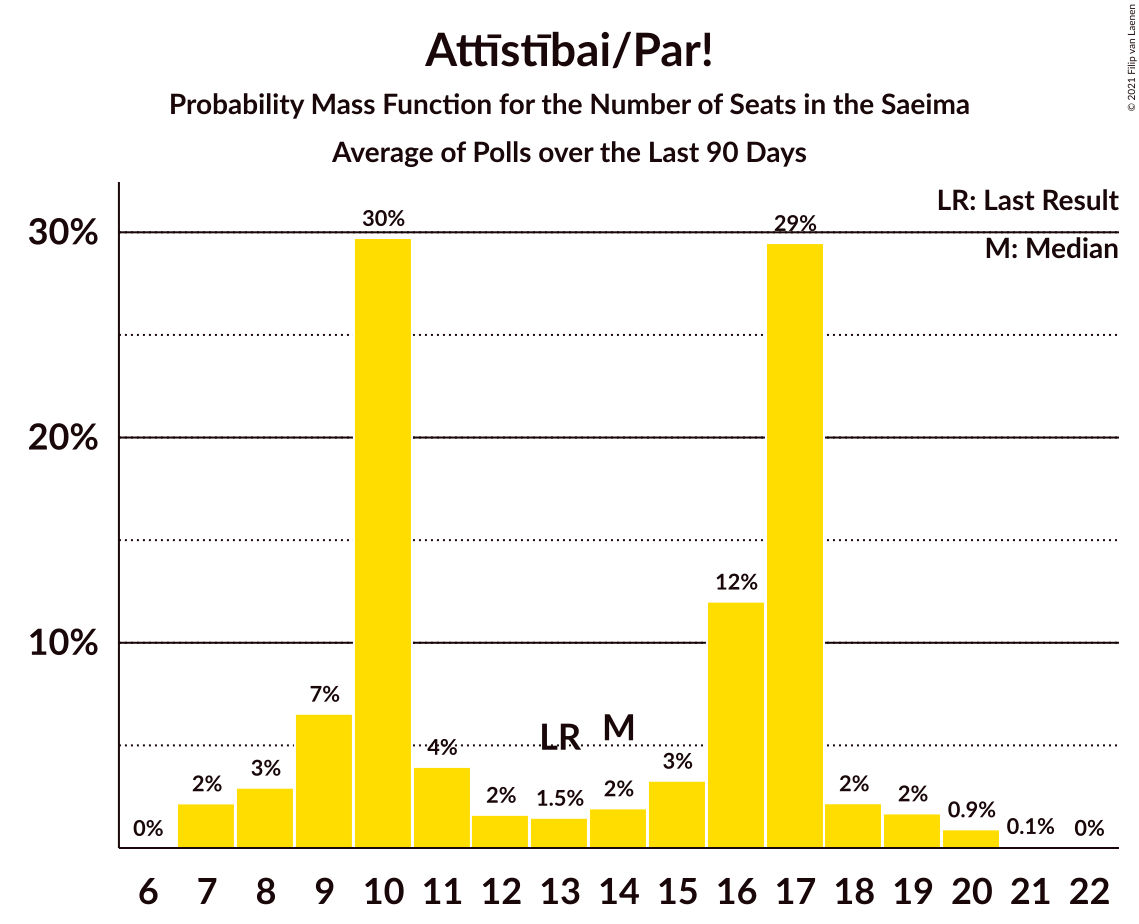 Attīstībai/Par!
Probability Mass Function for the Number of Seats in the Saeima
Average of Polls over the Last 90 Days
© 2021 Filip van Laenen
LR: Last Result
M: Median
30%
20%
10%
0% 2% 3% 7% 30% 4% 2% 1.5% 2% 3% 12% 29% 2% 2% 0.9% 0.1% 0%
LR M
6 7 8 9 10 11 12 13 14 15 16 17 18 19 20 21 22